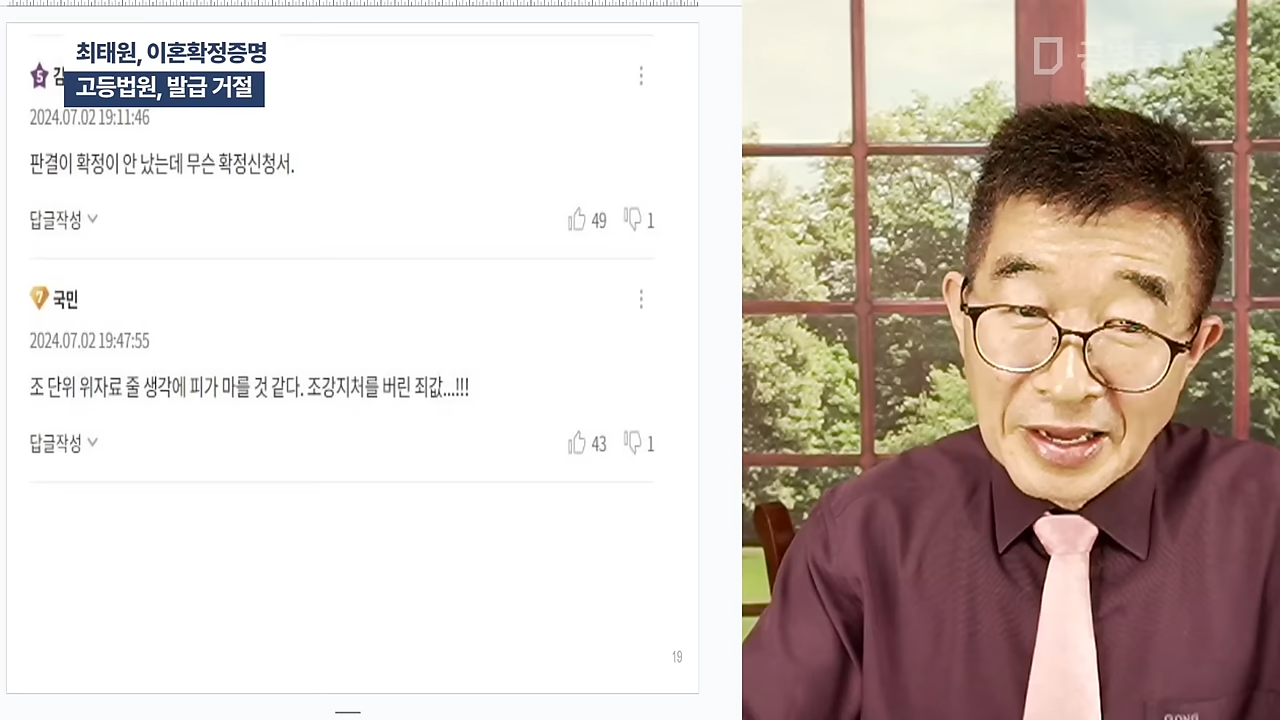 최태원, 이혼확정증명
고등법원, 발급 거절
5 김
2024.07.02 19:11:46
판결이 확정이 안 났는데 무슨 확정신청서.
답글작성
49
1
7 국민
2024.07.02 19:47:55
조 단위 위자료 줄 생각에 피가 마를 것 같다. 조강지처를 버린 죄값...!!!
답글작성
43
1
19